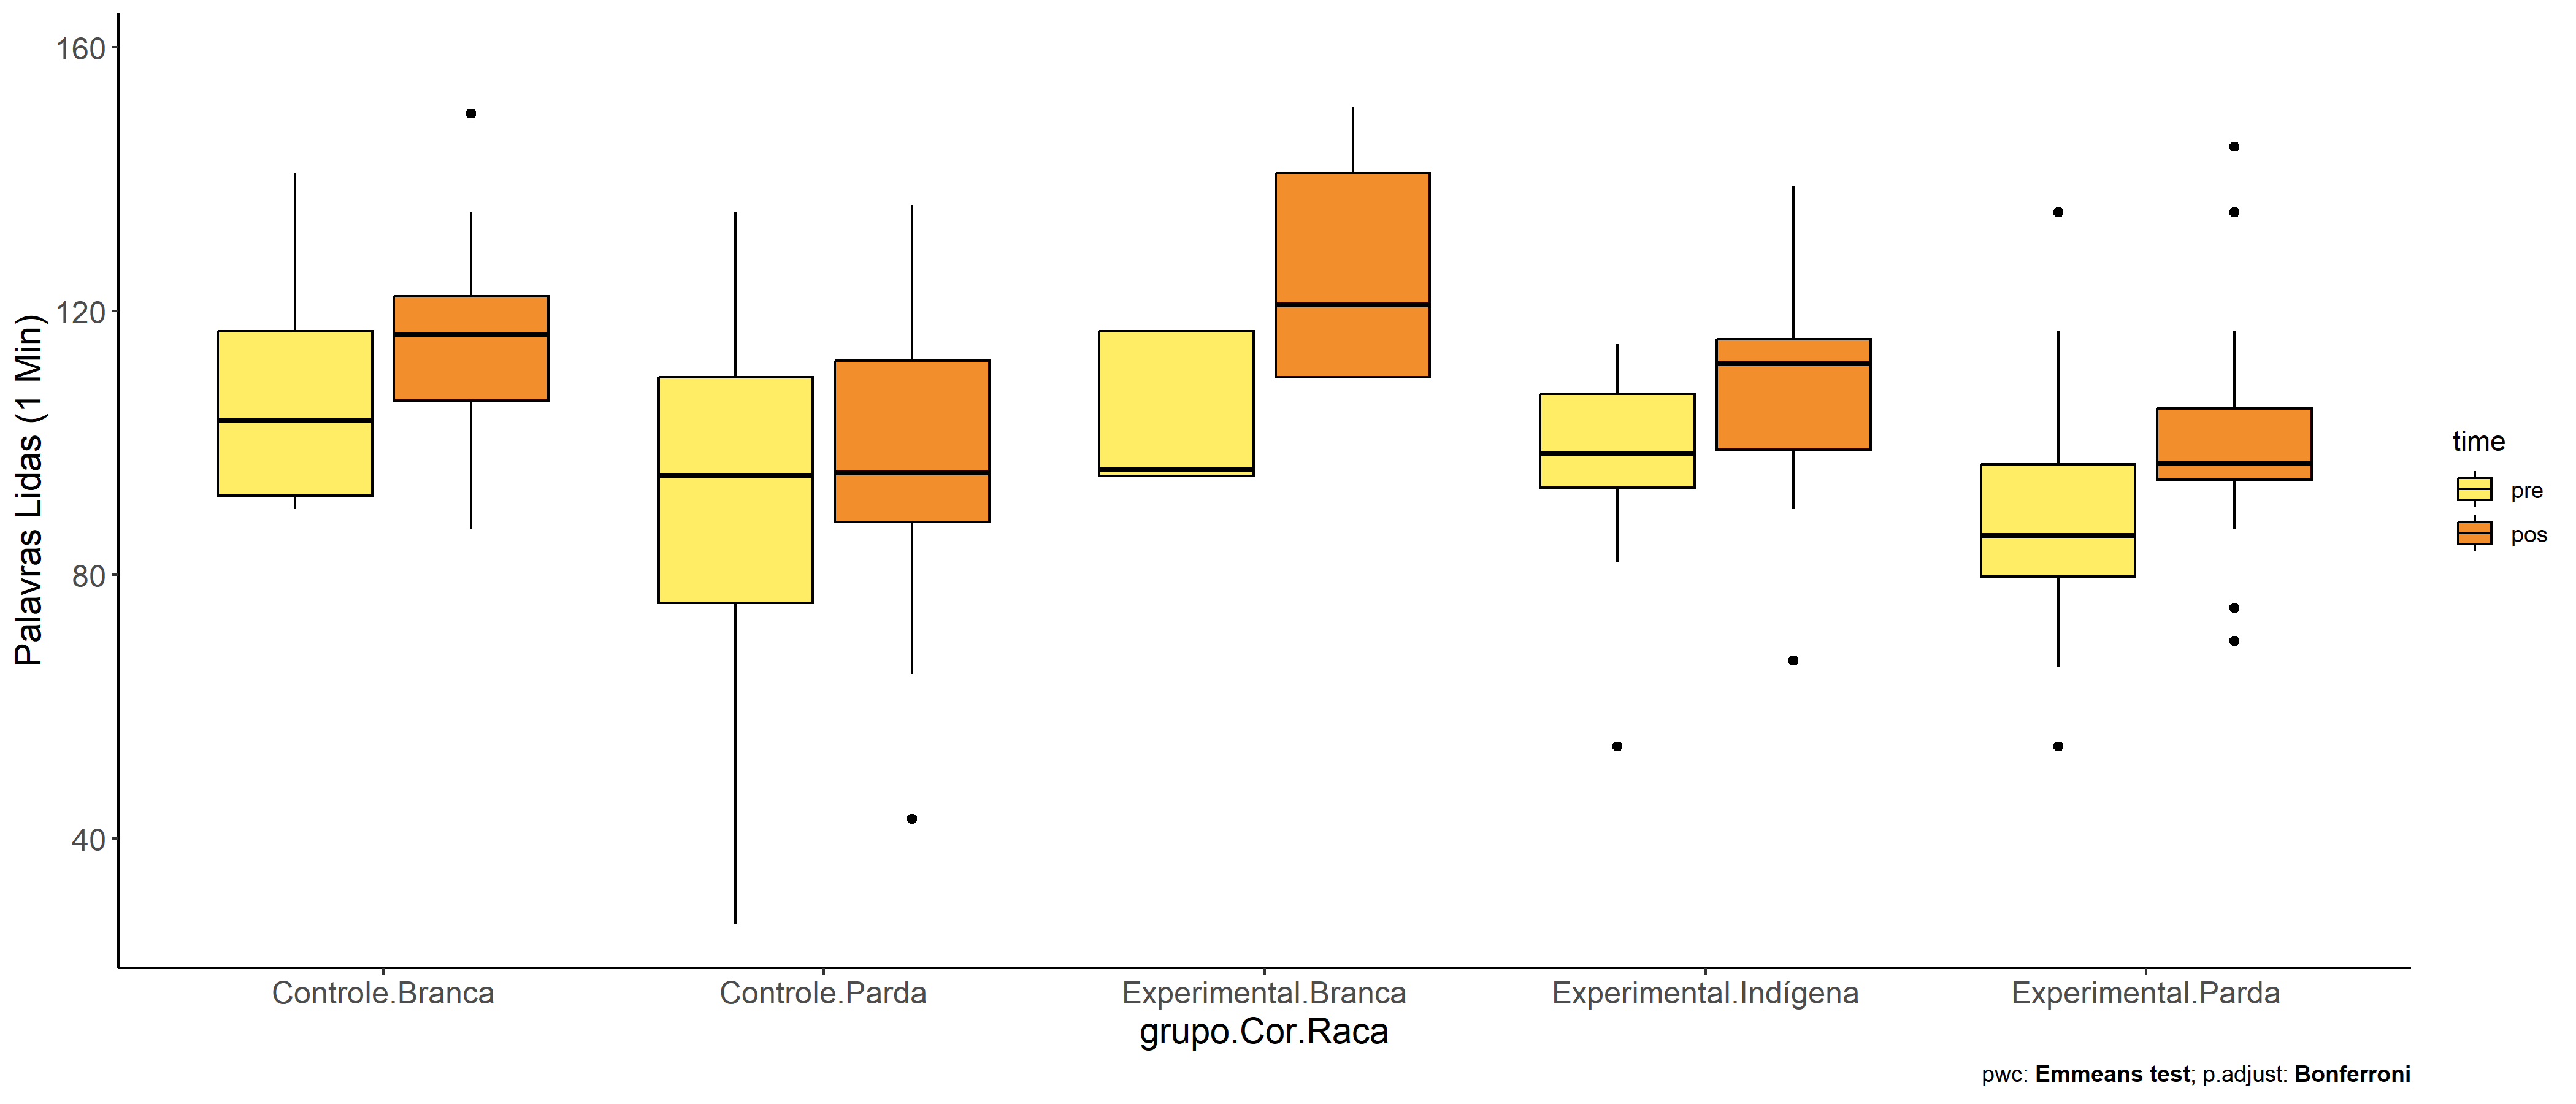 Palavras Lidas (1 Min)
160
120
80
40
Controle.Branca
Controle.Parda
Experimental.Branca
Experimental.Indígena
Experimental.Parda
grupo.Cor.Raca
time
pre
pos
pwc: Emmeans test; p.adjust: Bonferroni